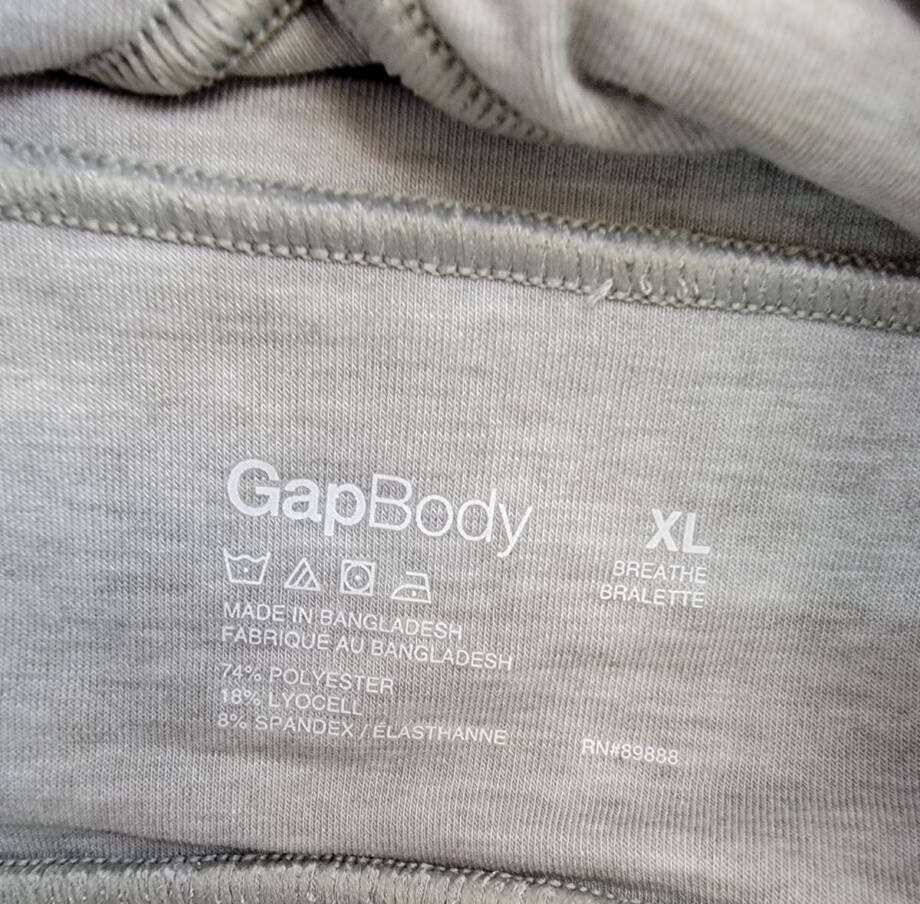 GapBody
XL
BREATHE
BRALETTE
MADE IN BANGLADESH
FABRIQUÉ AU BANGLADESH
74% POLYESTER
18% LYOCELL
8% SPANDEX / ÉLASTHANNE
RN#89888